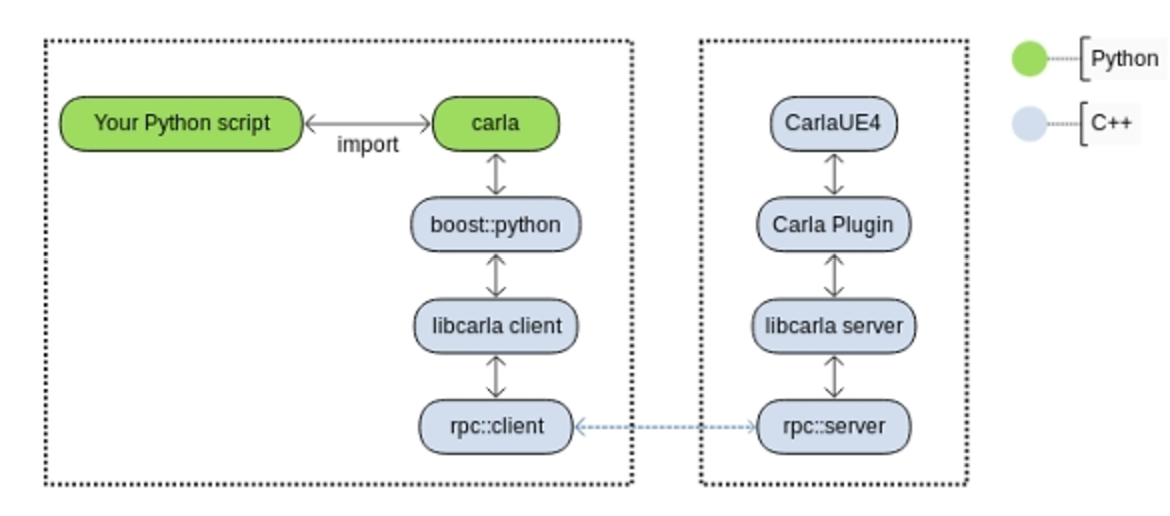 Your Python script
import
carla
boost::python
libcarla client
rpc::client
CarlaUE4
Carla Plugin
libcarla server
rpc::server
Python
C++